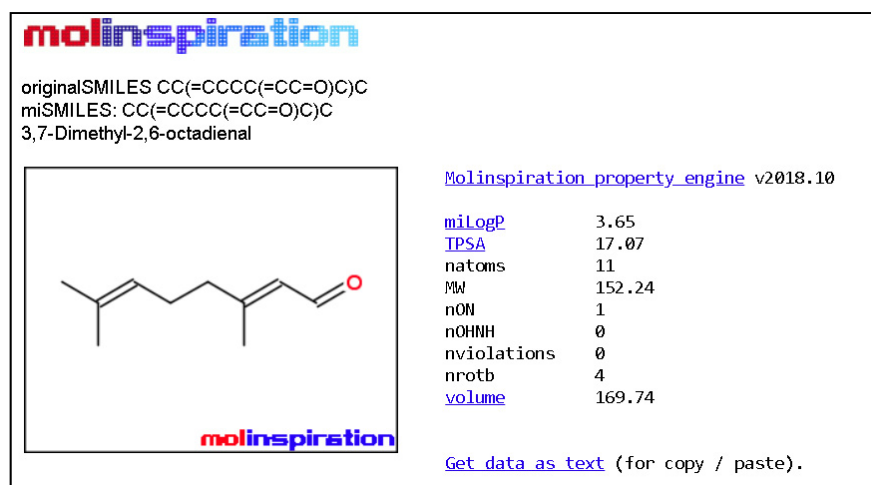 molinspiration
originalSMILES CC(=CCCC(=CC=O)C)C
miSMILES: CC(=CCCC(=CC=O)C)C
3,7-Dimethyl-2,6-octadienal
O
molinspiration
Molinspiration property engine v2018.10
miLogP 3.65
TPSA 17.07
natoms 11
MW 152.24
nON 1
nOHNH 0
nviolations 0
nrotb 4
volume 169.74
Get data as text (for copy / paste).